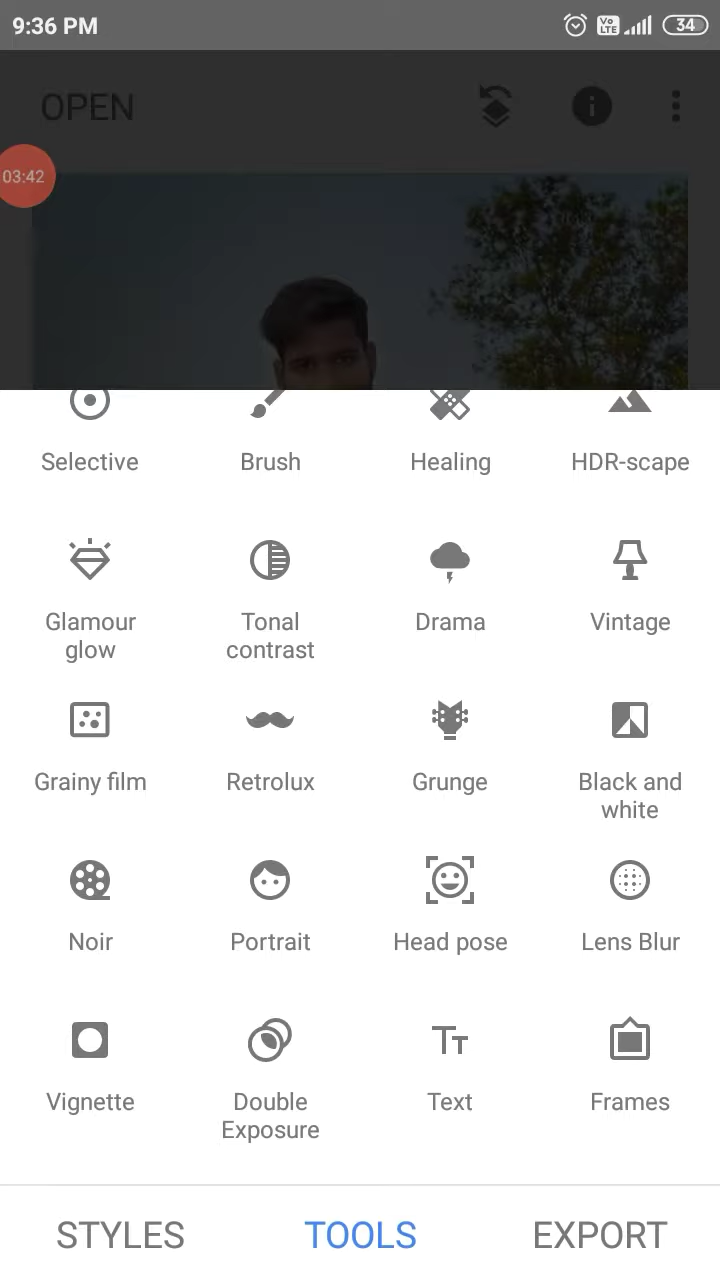 9:36 PM
Vo LTE
34
OPEN
03:42
Selective
Brush
Healing
HDR-scape
Glamour
glow
Tonal
contrast
Drama
Vintage
Grainy film
Retrolux
Grunge
Black and
white
Noir
Portrait
Head pose
Lens Blur
Vignette
Double
Exposure
Text
Frames
STYLES
TOOLS
EXPORT